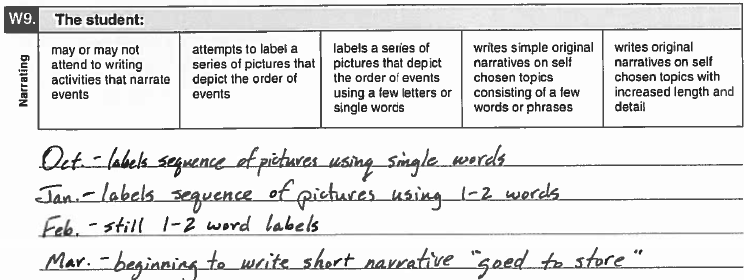 W9. The student:
Narrating
may or may not
attend to writing
activities that narrate
events
attempts to label a
series of pictures that
depict the order of
events
labels a series of
pictures that depict
the order of events
using a few letters or
single words
writes simple original
narratives on self
chosen topics
consisting of a few
words or phrases
writes original
narratives on self
chosen topics with
increased length and
detail
Oct. - labels sequence of pictures using single words
Jan. - labels sequence of pictures using 1-2 words
Feb. - still 1-2 word labels
Mar. - beginning to write short narrative "goed to store"